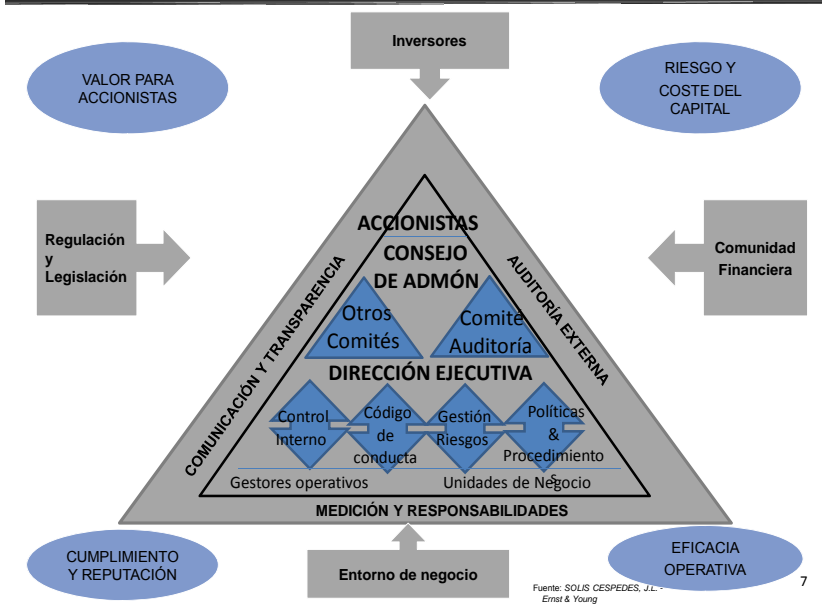 Inversores
VALOR PARA
ACCIONISTAS
RIESGO Y
COSTE DEL
CAPITAL
Regulación
y
Legislación
Comunidad
Financiera
COMUNICACIÓN Y TRANSPARENCIA
AUDITORÍA EXTERNA
ACCIONISTAS
CONSEJO
DE ADMÓN
Otros
Comités
Comité
Auditoría
DIRECCIÓN EJECUTIVA
Control
Interno
Código
de
conducta
Gestión
Riesgos
Políticas
&
Procedimiento
s
Gestores operativos
Unidades de Negocio
MEDICIÓN Y RESPONSABILIDADES
CUMPLIMIENTO
Y REPUTACIÓN
Entorno de negocio
EFICACIA
OPERATIVA
Fuente: SOLIS CESPEDES, J.L. -
Ernst & Young
7